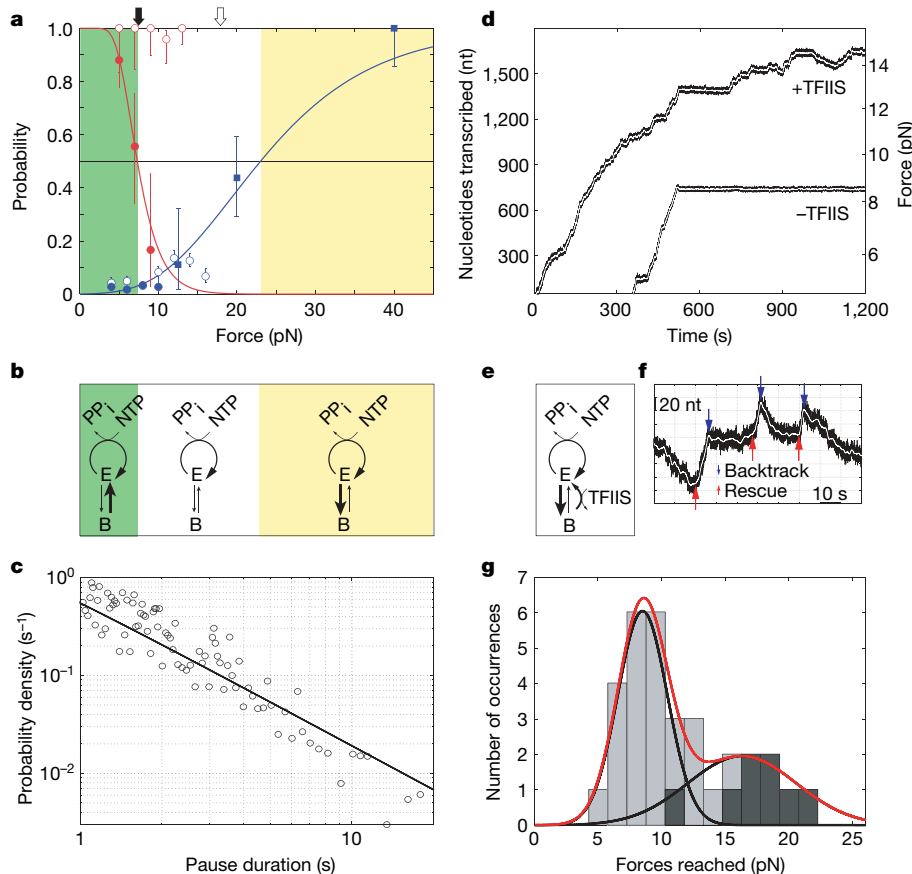 a
Probability
1.0
0.8
0.6
0.4
0.2
0
0 10 20 30 40
Force (pN)
d
Nucleotides transcribed (nt)
1,500
1,200
900
600
300
+TFIIS
–TFIIS
14
13
12
10
8
6
Force (pN)
0 300 600 900 1,200
Time (s)
b
PPi NTP
E
B
PPi NTP
E
B
PPi NTP
E
B
e
PPi NTP
E
TFIIS
B
f
20 nt
Backtrack
Rescue
10 s
c
Probability density (s⁻¹)
10⁰
10⁻¹
10⁻²
1 10
Pause duration (s)
g
Number of occurrences
7
6
5
4
3
2
1
0
0 5 10 15 20 25
Forces reached (pN)